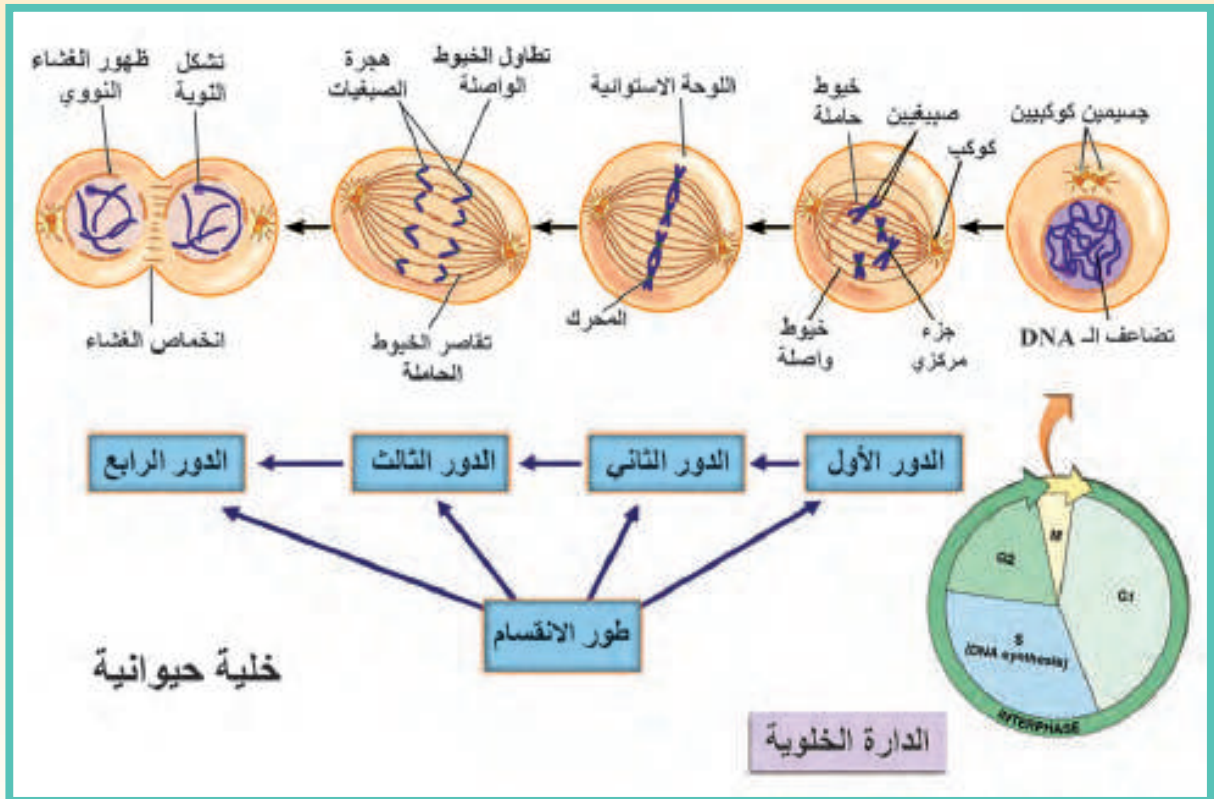 جسيمين كوكبيين
تضاعف الـ DNA
خيوط
حاملة
صبيغيين
كوكب
خيوط
واصلة
جزء
مركزي
اللوحة الاستوائية
المحرك
تطاول الخيوط
الواصلة
هجرة
الصبغيات
تقاصر الخيوط
الحاملة
تشكل
النوية
ظهور الغشاء
النووي
انخماص الغشاء
الدور الأول
الدور الثاني
الدور الثالث
الدور الرابع
طور الانقسام
خلية حيوانية
الدارة الخلوية
M
G2
G1
S
(DNA synthesis)
INTERPHASE